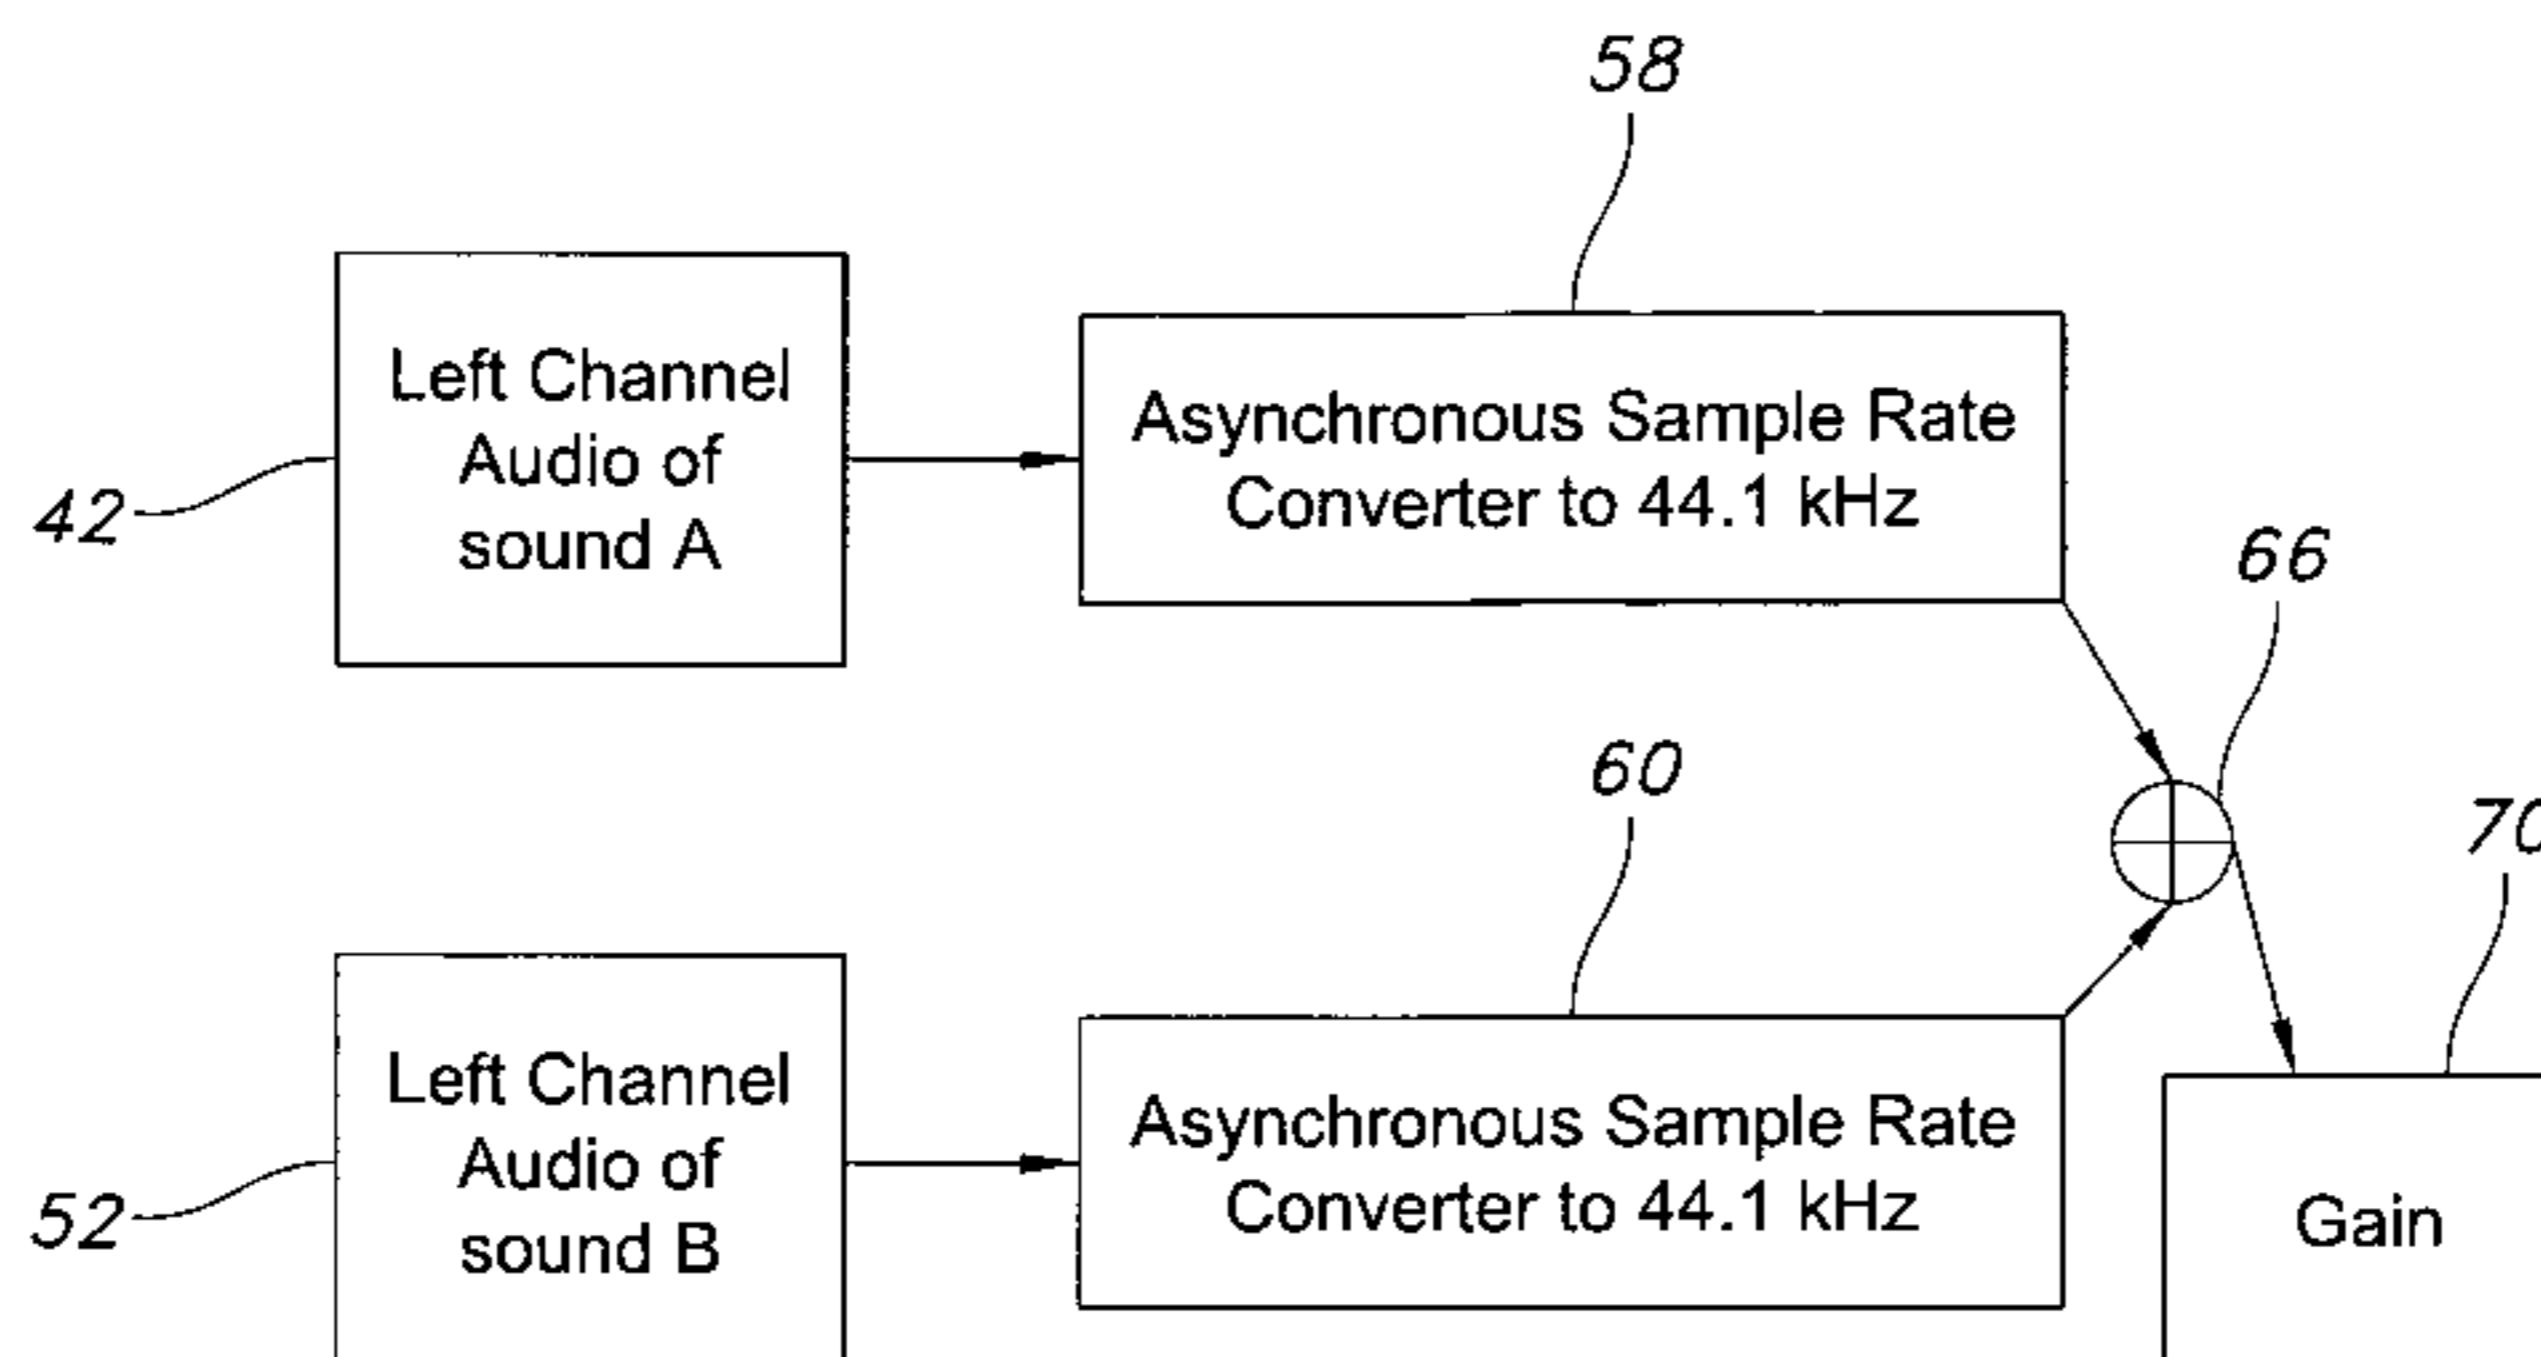 58
Left Channel
Audio of
sound A
Asynchronous Sample Rate
Converter to 44.1 kHz
42
66
60
70
Left Channel
Audio of
sound B
Asynchronous Sample Rate
Converter to 44.1 kHz
52
Gain